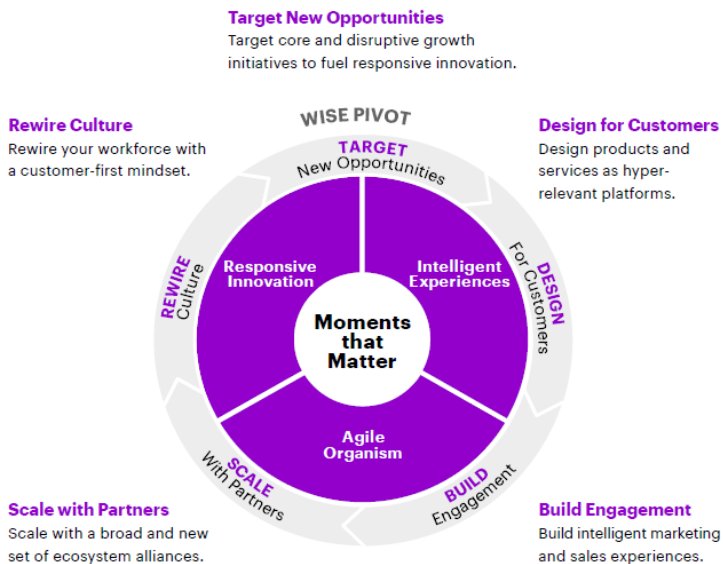 Target New Opportunities
Target core and disruptive growth
initiatives to fuel responsive innovation.
Rewire Culture
Rewire your workforce with
a customer-first mindset.
WISE PIVOT
Design for Customers
Design products and
services as hyper-
relevant platforms.
TARGET
New Opportunities
DESIGN
For Customers
BUILD
Engagement
SCALE
With Partners
REWIRE
Culture
Responsive
Innovation
Intelligent
Experiences
Moments
that
Matter
Agile
Organism
Scale with Partners
Scale with a broad and new
set of ecosystem alliances.
Build Engagement
Build intelligent marketing
and sales experiences.